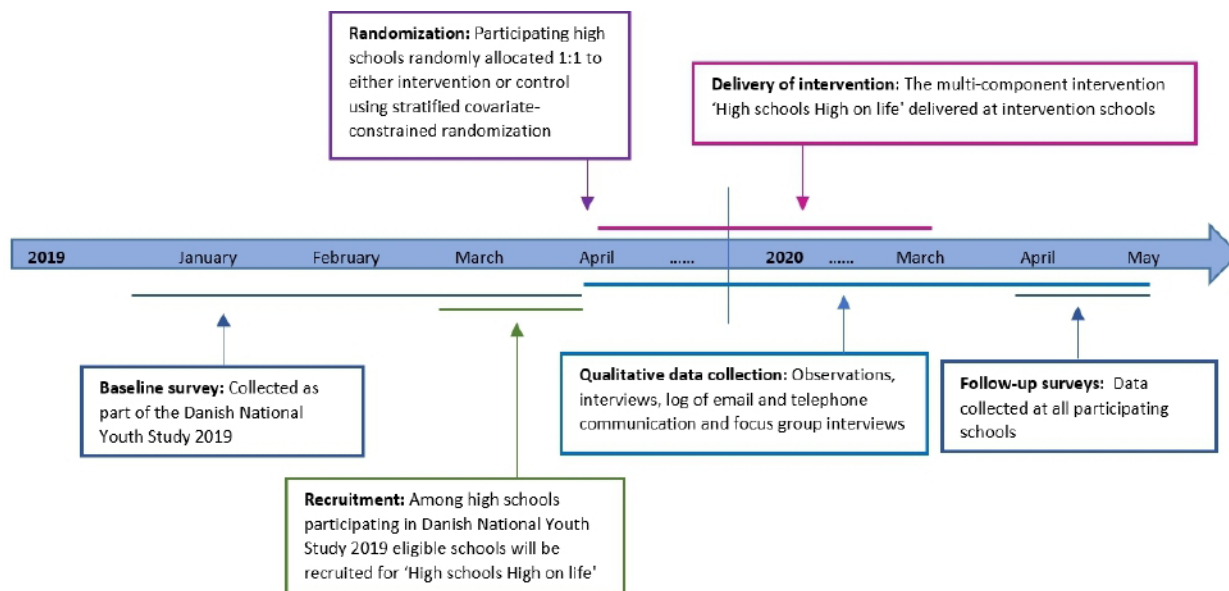 Randomization: Participating high
schools randomly allocated 1:1 to
either intervention or control
using stratified covariate-
constrained randomization
Delivery of intervention: The multi-component intervention
‘High schools High on life' delivered at intervention schools
2019 January February March April ...... 2020 ...... March April May
Baseline survey: Collected as
part of the Danish National
Youth Study 2019
Qualitative data collection: Observations,
interviews, log of email and telephone
communication and focus group interviews
Follow-up surveys: Data
collected at all participating
schools
Recruitment: Among high schools
participating in Danish National Youth
Study 2019 eligible schools will be
recruited for ‘High schools High on life’